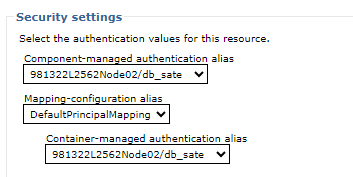 Security settings
Select the authentication values for this resource.
Component-managed authentication alias
981322L2562Node02/db_sate
Mapping-configuration alias
DefaultPrincipalMapping
Container-managed authentication alias
981322L2562Node02/db_sate